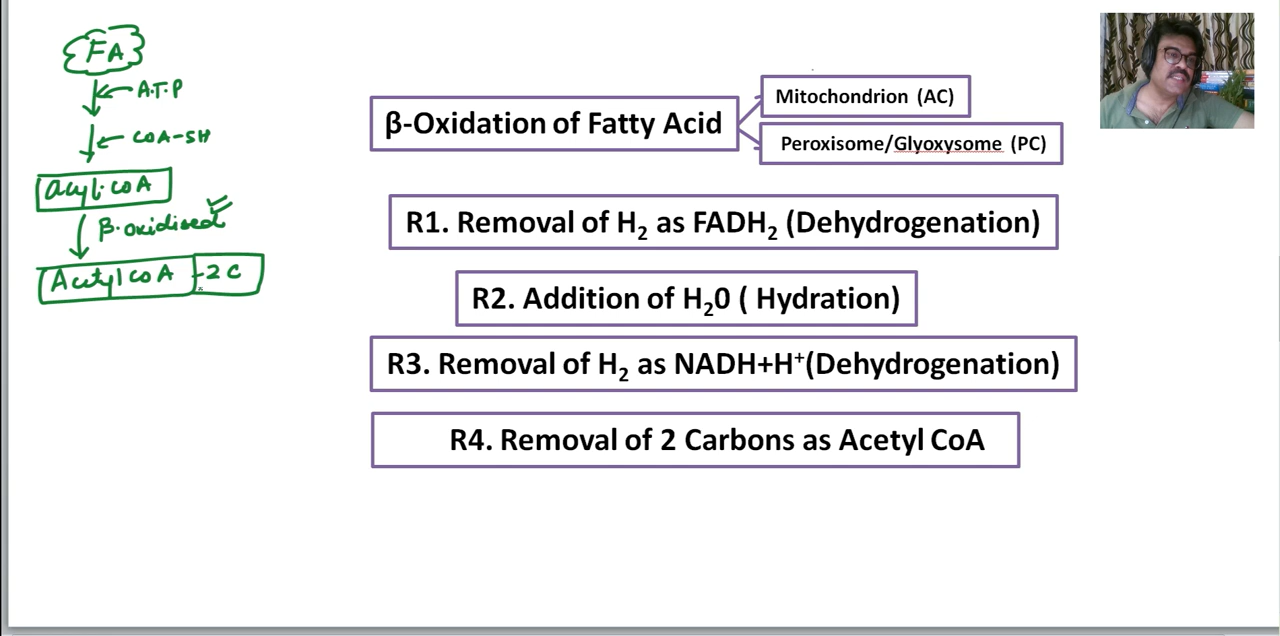 FA
A.T.P
COA-SH
acyl.coA
β.oxidised
Acetyl coA -2C
β-Oxidation of Fatty Acid
Mitochondrion (AC)
Peroxisome/Glyoxysome (PC)
R1. Removal of H₂ as FADH₂ (Dehydrogenation)
R2. Addition of H₂0 ( Hydration)
R3. Removal of H₂ as NADH+H⁺(Dehydrogenation)
R4. Removal of 2 Carbons as Acetyl CoA